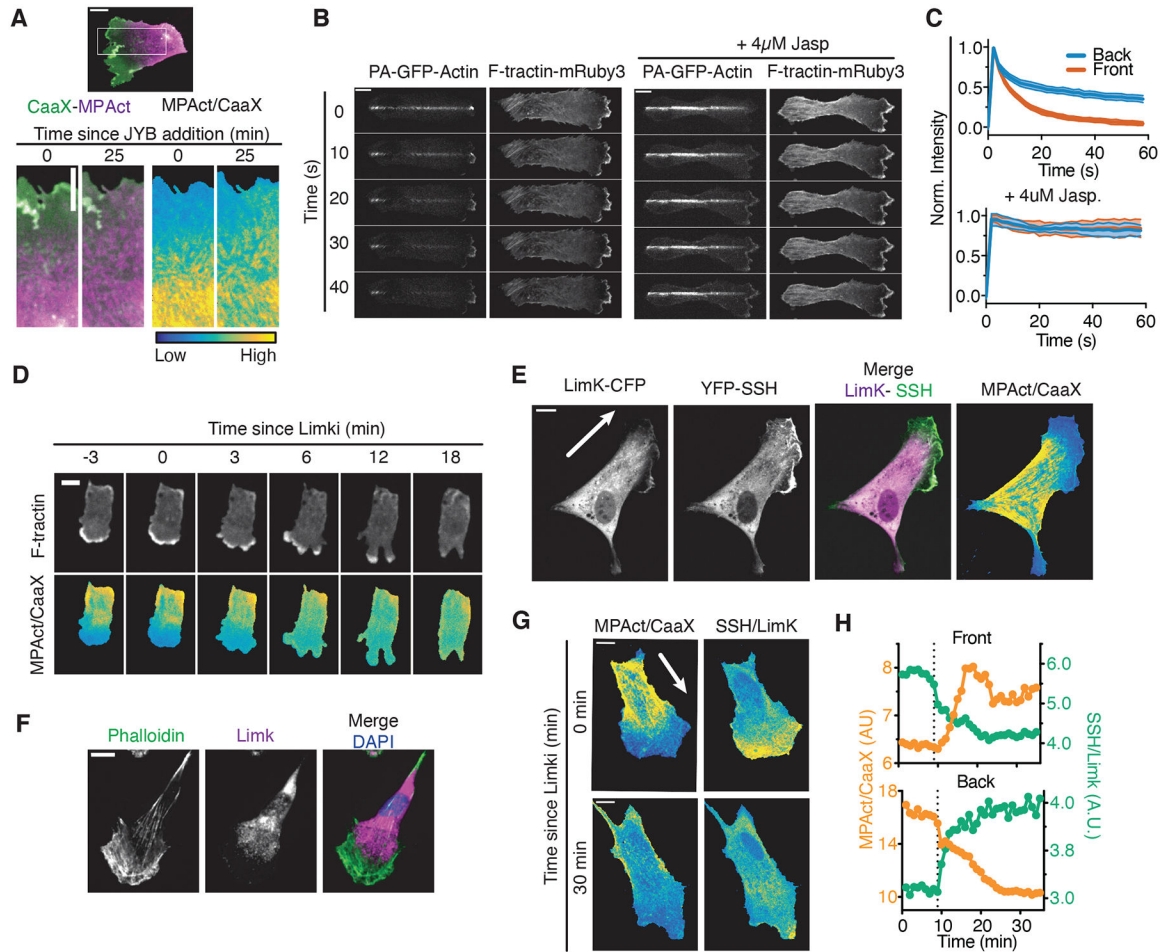 A
CaaX-MPAct MPAct/CaaX
Time since JYB addition (min)
0 25 0 25
Low High
B
+ 4µM Jasp
PA-GFP-Actin F-tractin-mRuby3 PA-GFP-Actin F-tractin-mRuby3
Time (s)
0
10
20
30
40
C
Norm. Intensity
1.0
0.5
0.0
Back
Front
0 20 40 60
Time (s)
+ 4uM Jasp.
1.0
0.5
0.0
0 20 40 60
Time (s)
D
Time since Limki (min)
-3 0 3 6 12 18
F-tractin
MPAct/CaaX
E
LimK-CFP YFP-SSH Merge MPAct/CaaX
LimK- SSH
F
Phalloidin Limk Merge
DAPI
G
MPAct/CaaX SSH/LimK
Time since Limki (min)
0 min
30 min
H
Front
MPAct/CaaX (AU)
SSH/Limk (A.U.)
8
7
6
6.0
5.0
4.0
Back
18
14
10
4.0
3.8
3.0
0 10 20 30
Time (min)